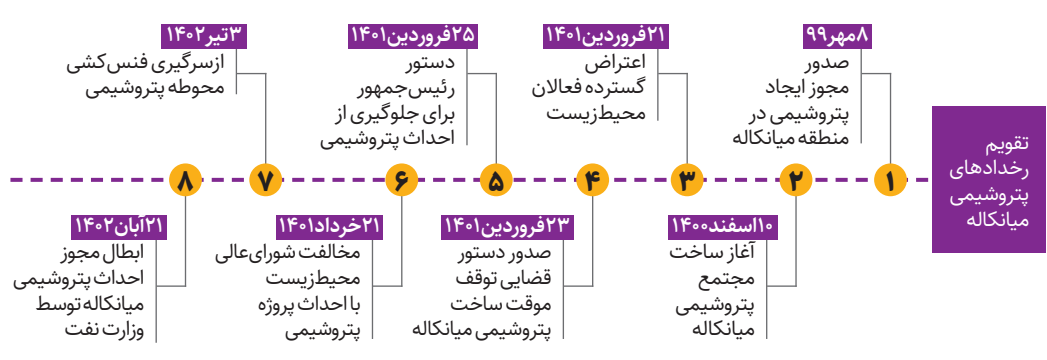 تقویم
رخدادهای
پتروشیمی
میانکاله
۱
۸مهر۹۹
صدور
مجوز ایجاد
پتروشیمی در
منطقه میانکاله
۲
۱۰اسفند۱۴۰۰
آغاز ساخت
مجتمع
پتروشیمی
میانکاله
۳
۲۱فروردین۱۴۰۱
اعتراض
گسترده فعالان
محیط‌زیست
۴
۲۳فروردین۱۴۰۱
صدور دستور
قضایی توقف
موقت ساخت
پتروشیمی میانکاله
۵
۲۵فروردین۱۴۰۱
دستور
رئیس‌جمهور
برای جلوگیری از
احداث پتروشیمی
۶
۲۱خرداد۱۴۰۱
مخالفت شورای‌عالی
محیط‌زیست
با احداث پروژه
پتروشیمی
۷
۳تیر۱۴۰۲
ازسرگیری فنس‌کشی
محوطه پتروشیمی
۸
۲۱آبان۱۴۰۲
ابطال مجوز
احداث پتروشیمی
میانکاله توسط
وزارت نفت